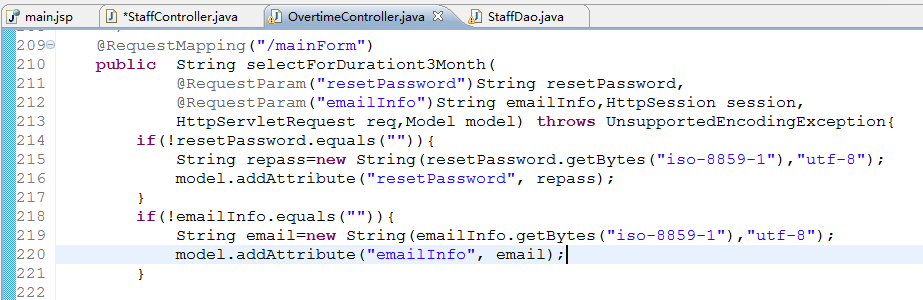 main.jsp *StaffController.java OvertimeController.java StaffDao.java
209 @RequestMapping("/mainForm")
210 public String selectForDurationt3Month(
211 @RequestParam("resetPassword")String resetPassword,
212 @RequestParam("emailInfo")String emailInfo,HttpSession session,
213 HttpServletRequest req,Model model) throws UnsupportedEncodingException{
214 if(!resetPassword.equals("")){
215 String repass=new String(resetPassword.getBytes("iso-8859-1"),"utf-8");
216 model.addAttribute("resetPassword", repass);
217 }
218 if(!emailInfo.equals("")){
219 String email=new String(emailInfo.getBytes("iso-8859-1"),"utf-8");
220 model.addAttribute("emailInfo", email);
221 }
222